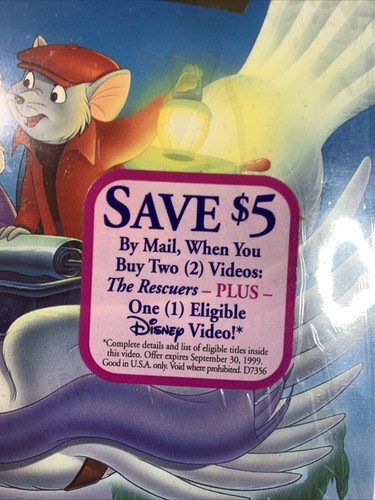 SAVE $5
By Mail, When You
Buy Two (2) Videos:
The Rescuers – PLUS –
One (1) Eligible
Disney Video!*
*Complete details and list of eligible titles inside
this video. Offer expires September 30, 1999.
Good in U.S.A. only. Void where prohibited. D7356